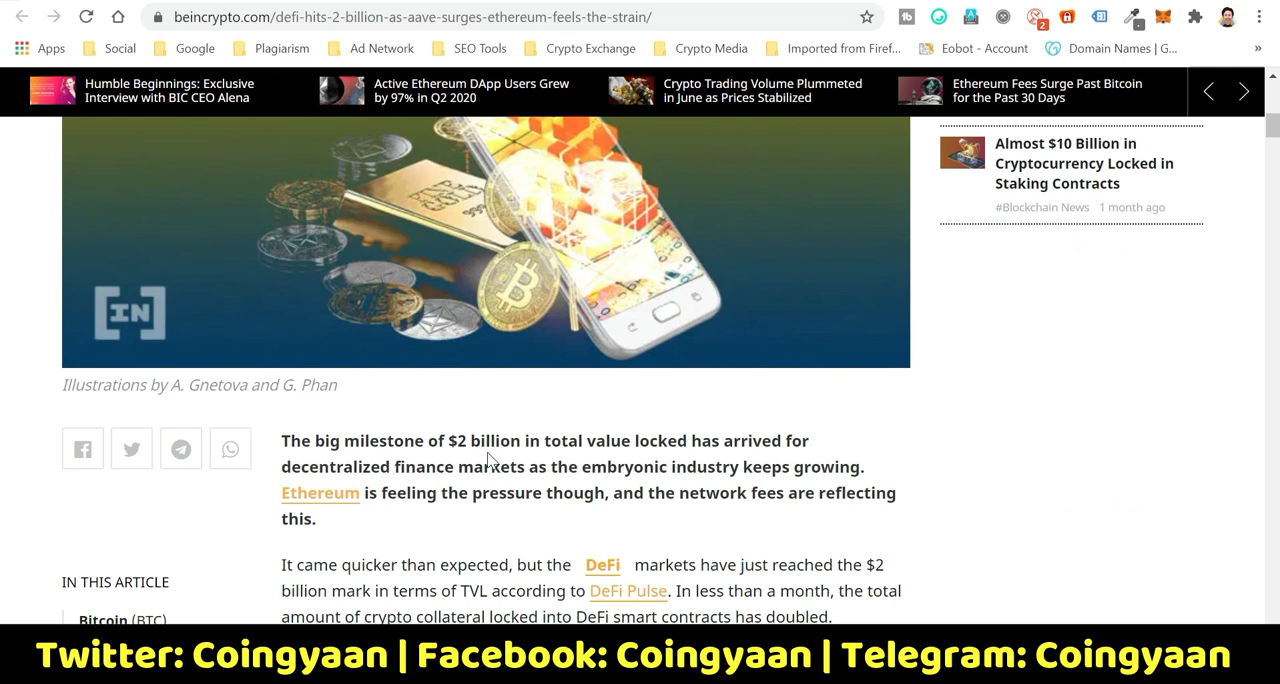 beincrypto.com/defi-hits-2-billion-as-aave-surges-ethereum-feels-the-strain/
2
Apps
Social
Google
Plagiarism
Ad Network
SEO Tools
Crypto Exchange
Crypto Media
Imported from Firef...
Eobot - Account
Domain Names | G...
»
Humble Beginnings: Exclusive
Interview with BIC CEO Alena
Active Ethereum DApp Users Grew
by 97% in Q2 2020
Crypto Trading Volume Plummeted
in June as Prices Stabilized
Ethereum Fees Surge Past Bitcoin
for the Past 30 Days
FINE
GOLD
[IN]
Almost $10 Billion in
Cryptocurrency Locked in
Staking Contracts
#Blockchain News 1 month ago
Illustrations by A. Gnetova and G. Phan
The big milestone of $2 billion in total value locked has arrived for
decentralized finance markets as the embryonic industry keeps growing.
Ethereum is feeling the pressure though, and the network fees are reflecting
this.
It came quicker than expected, but the DeFi markets have just reached the $2
billion mark in terms of TVL according to DeFi Pulse. In less than a month, the total
amount of crypto collateral locked into DeFi smart contracts has doubled.
IN THIS ARTICLE
Bitcoin (BTC)
Twitter: Coingyaan | Facebook: Coingyaan | Telegram: Coingyaan